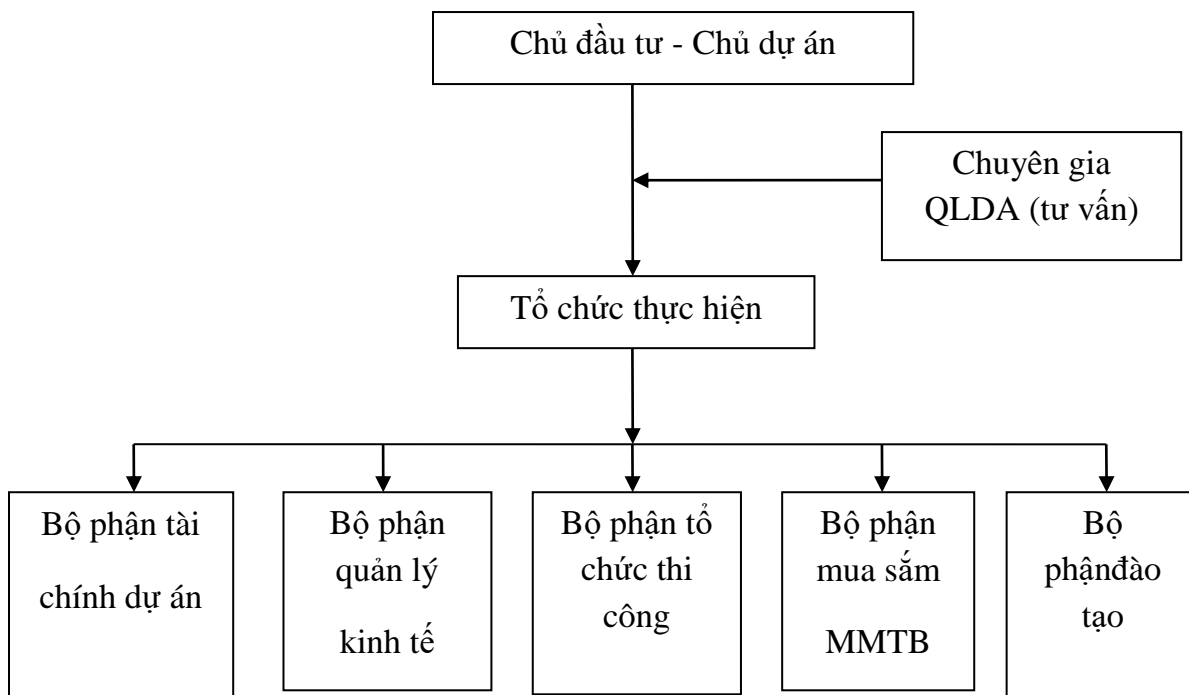 Chủ đầu tư - Chủ dự án
Chuyên gia
QLDA (tư vấn)
Tổ chức thực hiện
Bộ phận tài
chính dự án
Bộ phận
quản lý
kinh tế
Bộ phận tổ
chức thi
công
Bộ phận
mua sắm
MMTB
Bộ
phậnđào
tạo